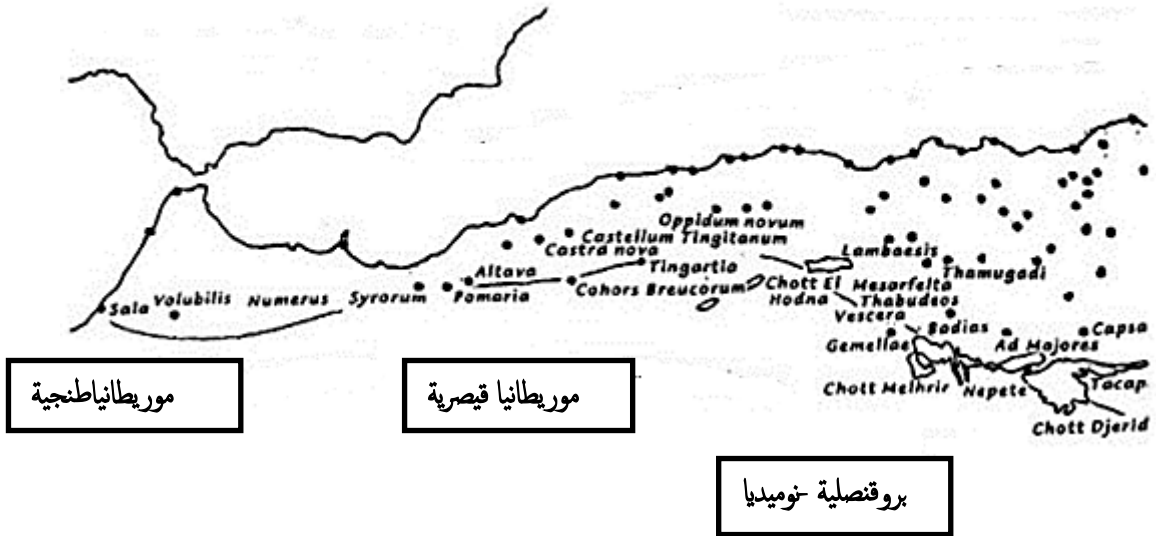 Oppidum novum
Castellum Tingitanum
Castra nova
Lambaesis
Tingartia
Thamugadi
Altava
Chott El
Hodna
Mesarfelta
Cohors Breucorum
Thabudeos
Sala
Volubilis
Numerus
Syrorum
Pomaria
Vescera
Badias
Capsa
Gemellae
Ad Majores
Chott Melhrir
Nepete
Tacap
Chott Djerid
موريطانياطنجية
موريطانيا قيصرية
بروقنصلية -نوميديا